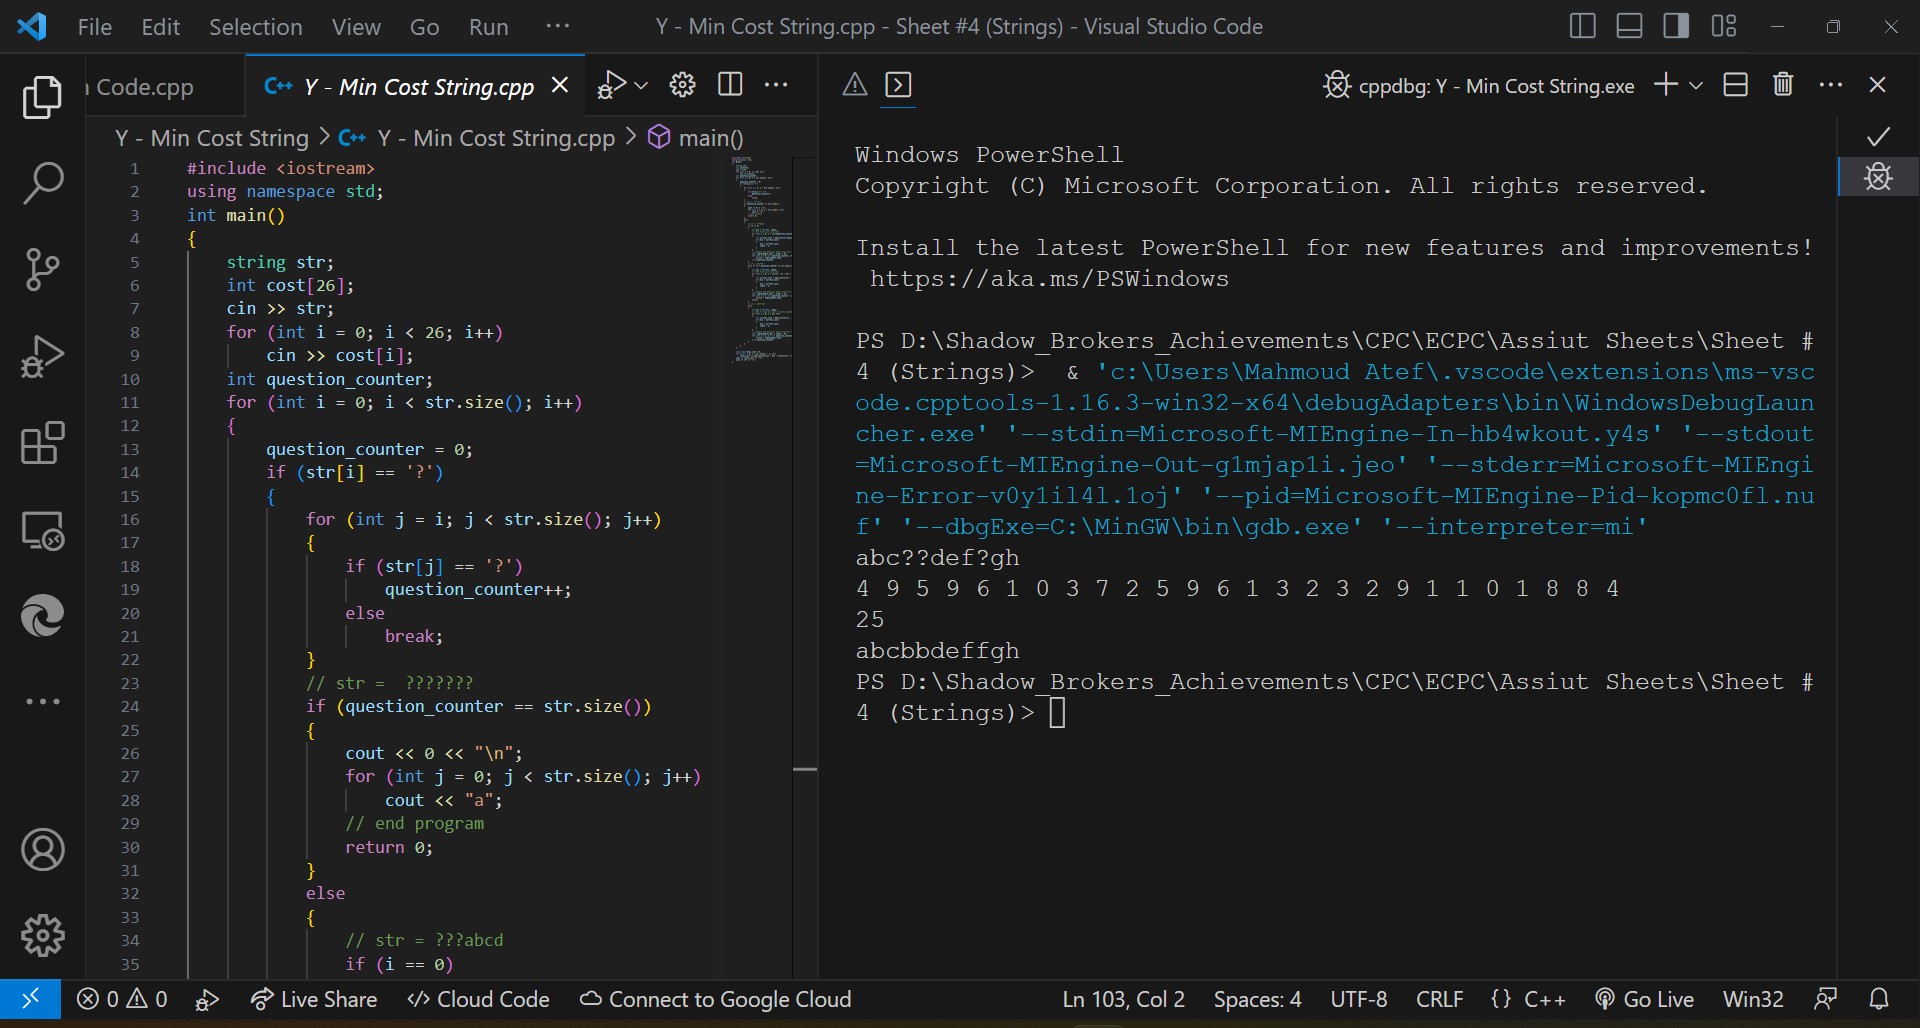 File Edit Selection View Go Run ··· Y - Min Cost String.cpp - Sheet #4 (Strings) - Visual Studio Code
Code.cpp
Y - Min Cost String.cpp
cppdbg: Y - Min Cost String.exe
Y - Min Cost String > Y - Min Cost String.cpp > main()
1 #include <iostream>
2 using namespace std;
3 int main()
4 {
5 string str;
6 int cost[26];
7 cin >> str;
8 for (int i = 0; i < 26; i++)
9 cin >> cost[i];
10 int question_counter;
11 for (int i = 0; i < str.size(); i++)
12 {
13 question_counter = 0;
14 if (str[i] == '?')
15 {
16 for (int j = i; j < str.size(); j++)
17 {
18 if (str[j] == '?')
19 question_counter++;
20 else
21 break;
22 }
23 // str =  ???????
24 if (question_counter == str.size())
25 {
26 cout << 0 << "\n";
27 for (int j = 0; j < str.size(); j++)
28 cout << "a";
29 // end program
30 return 0;
31 }
32 else
33 {
34 // str = ???abcd
35 if (i == 0)
Windows PowerShell
Copyright (C) Microsoft Corporation. All rights reserved.
Install the latest PowerShell for new features and improvements!
https://aka.ms/PSWindows
PS D:\Shadow_Brokers_Achievements\CPC\ECPC\Assiut Sheets\Sheet #
4 (Strings)>  & 'c:\Users\Mahmoud Atef\.vscode\extensions\ms-vsc
ode.cpptools-1.16.3-win32-x64\debugAdapters\bin\WindowsDebugLaun
cher.exe' '--stdin=Microsoft-MIEngine-In-hb4wkout.y4s' '--stdout
=Microsoft-MIEngine-Out-g1mjap1i.jeo' '--stderr=Microsoft-MIEngi
ne-Error-v0y1il4l.1oj' '--pid=Microsoft-MIEngine-Pid-kopmc0fl.nu
f' '--dbgExe=C:\MinGW\bin\gdb.exe' '--interpreter=mi'
abc??def?gh
4 9 5 9 6 1 0 3 7 2 5 9 6 1 3 2 3 2 9 1 1 0 1 8 8 4
25
abcbbdeffgh
PS D:\Shadow_Brokers_Achievements\CPC\ECPC\Assiut Sheets\Sheet #
4 (Strings)>
0 0 Live Share Cloud Code Connect to Google Cloud Ln 103, Col 2 Spaces: 4 UTF-8 CRLF {} C++ Go Live Win32